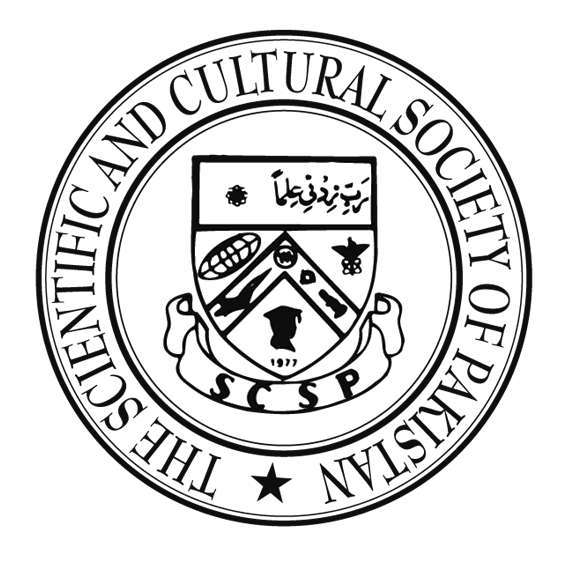 THE SCIENTIFIC AND CULTURAL SOCIETY OF PAKISTAN
رَبِّ زِدْنِي عِلْماً
1977
SCSP